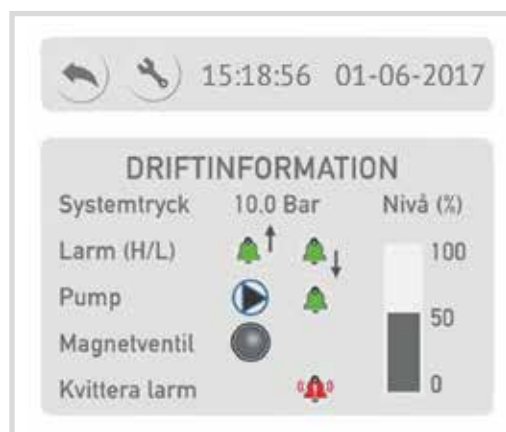 15:18:56 01-06-2017
DRIFTINFORMATION
Systemtryck 10.0 Bar Nivå (%)
Larm (H/L) 100
Pump
50
Magnetventil
Kvittera larm 0